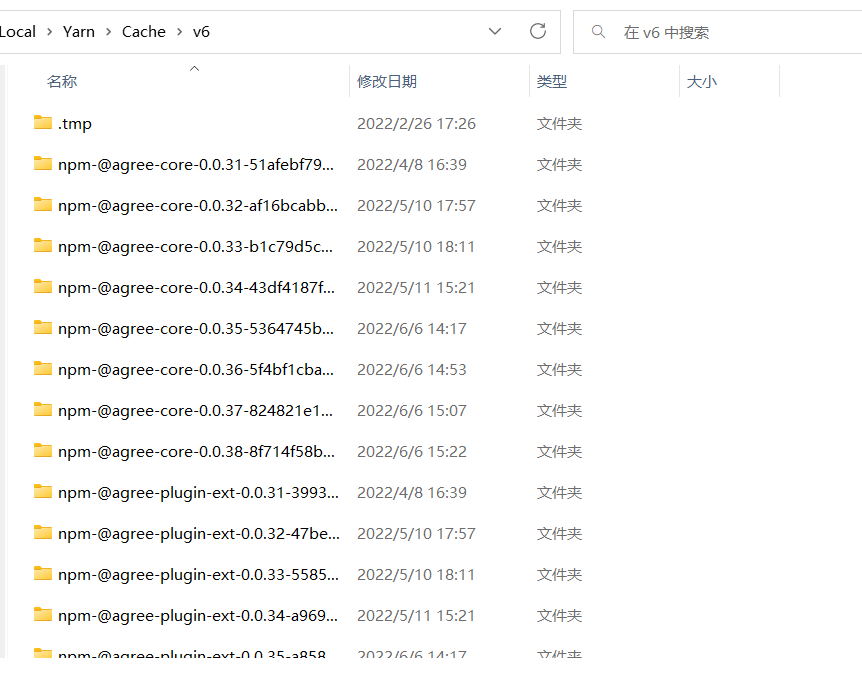 Local > Yarn > Cache > v6 在 v6 中搜索
名称 修改日期 类型 大小
.tmp 2022/2/26 17:26 文件夹
npm-@agree-core-0.0.31-51afebf79... 2022/4/8 16:39 文件夹
npm-@agree-core-0.0.32-af16bcabb... 2022/5/10 17:57 文件夹
npm-@agree-core-0.0.33-b1c79d5c... 2022/5/10 18:11 文件夹
npm-@agree-core-0.0.34-43df4187f... 2022/5/11 15:21 文件夹
npm-@agree-core-0.0.35-5364745b... 2022/6/6 14:17 文件夹
npm-@agree-core-0.0.36-5f4bf1cba... 2022/6/6 14:53 文件夹
npm-@agree-core-0.0.37-824821e1... 2022/6/6 15:07 文件夹
npm-@agree-core-0.0.38-8f714f58b... 2022/6/6 15:22 文件夹
npm-@agree-plugin-ext-0.0.31-3993... 2022/4/8 16:39 文件夹
npm-@agree-plugin-ext-0.0.32-47be... 2022/5/10 17:57 文件夹
npm-@agree-plugin-ext-0.0.33-5585... 2022/5/10 18:11 文件夹
npm-@agree-plugin-ext-0.0.34-a969... 2022/5/11 15:21 文件夹
npm-@agree-plugin-ext-0.0.35-a858 2022/6/6 14:17 文件夹